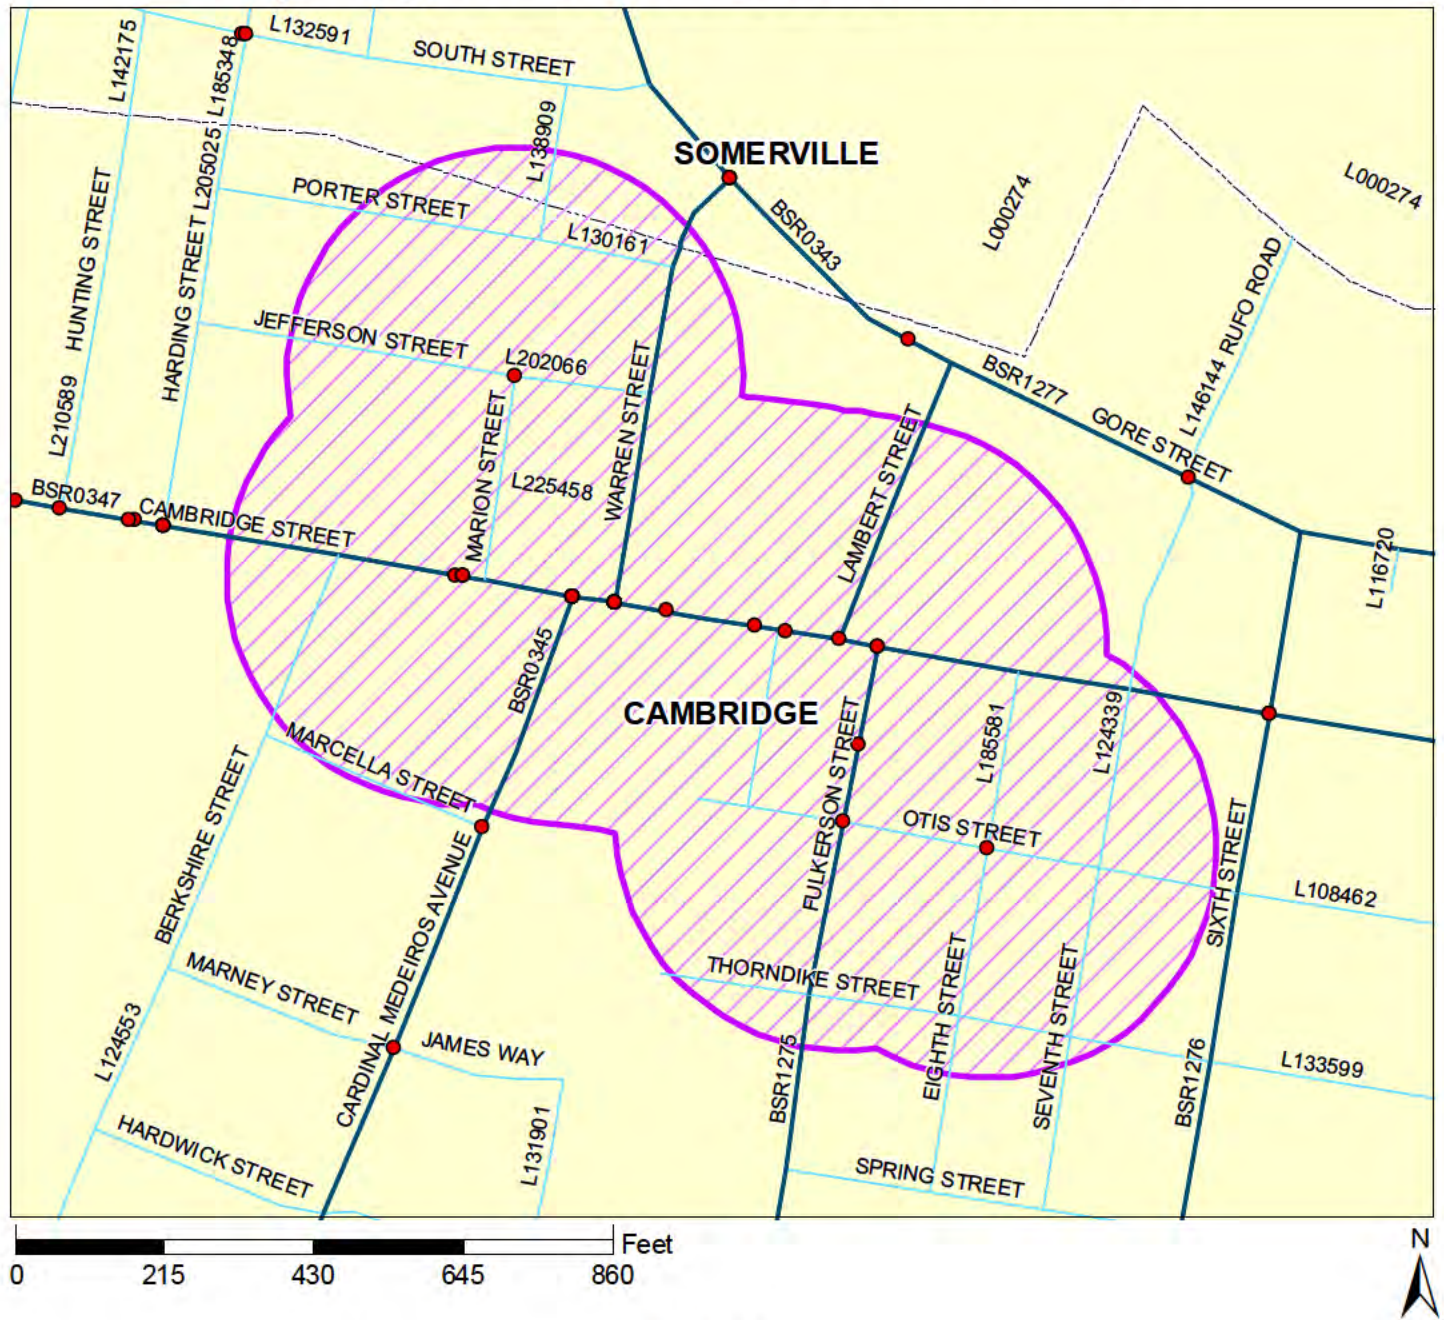 L132591
L142175
L185348
SOUTH STREET
L138909
SOMERVILLE
L000274
L000274
PORTER STREET
L205025
HARDING STREET
HUNTING STREET
L130161
BSR0343
L146144
RUFO ROAD
JEFFERSON STREET
L202066
BSR1277
GORE STREET
L210589
MARION STREET
WARREN STREET
LAMBERT STREET
L225458
BSR0347
CAMBRIDGE STREET
L116720
BSR0345
CAMBRIDGE
FULKERSON STREET
L185581
L124339
MARCELLA STREET
BERKSHIRE STREET
OTIS STREET
SIXTH STREET
L108462
CARDINAL MEDEIROS AVENUE
MARNEY STREET
THORNDIKE STREET
EIGHTH STREET
SEVENTH STREET
L124553
JAMES WAY
BSR1275
BSR1276
L133599
HARDWICK STREET
L131901
SPRING STREET
Feet
0 215 430 645 860
N